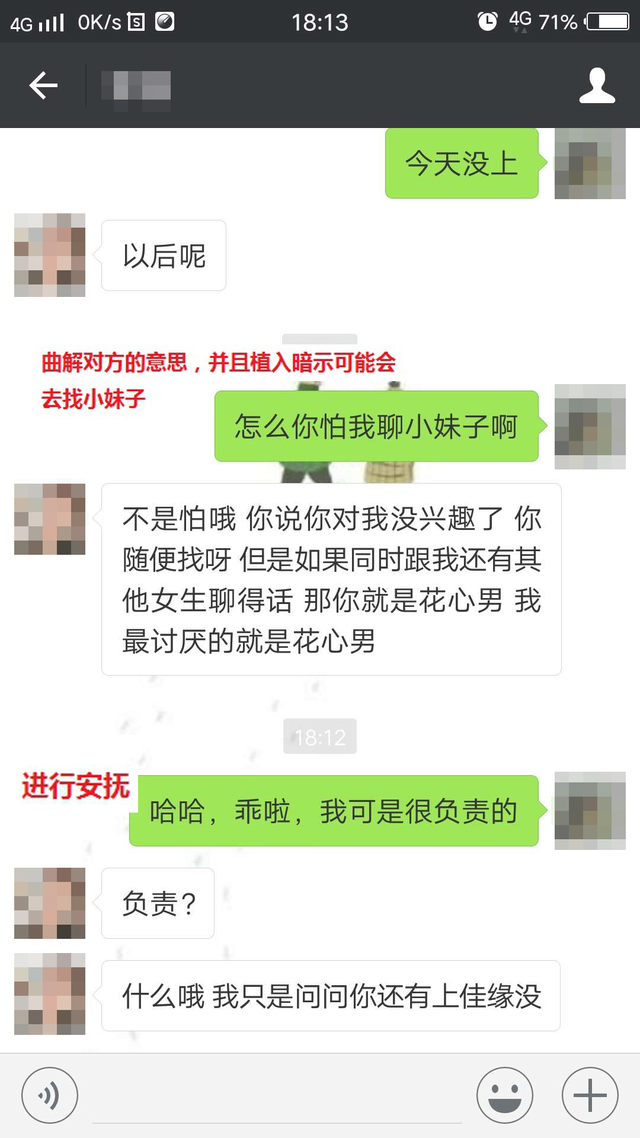 4G 0K/s 18:13 4G 71%
今天没上
以后呢
曲解对方的意思，并且植入暗示可能会
去找小妹子
怎么你怕我聊小妹子啊
不是怕哦 你说你对我没兴趣了 你
随便找呀 但是如果同时跟我还有其
他女生聊得话 那你就是花心男 我
最讨厌的就是花心男
18:12
进行安抚
哈哈，乖啦，我可是很负责的
负责？
什么哦 我只是问问你还有上佳缘没